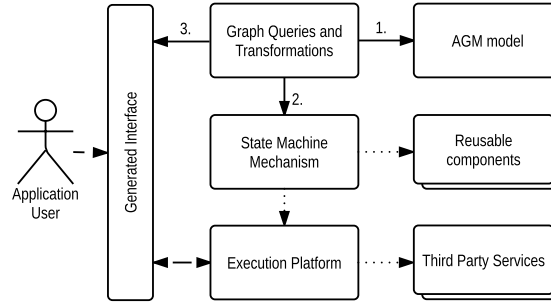 3.
Graph Queries and
Transformations
1.
AGM model
2.
Generated Interface
State Machine
Mechanism
Reusable
components
Application
User
Execution Platform
Third Party Services